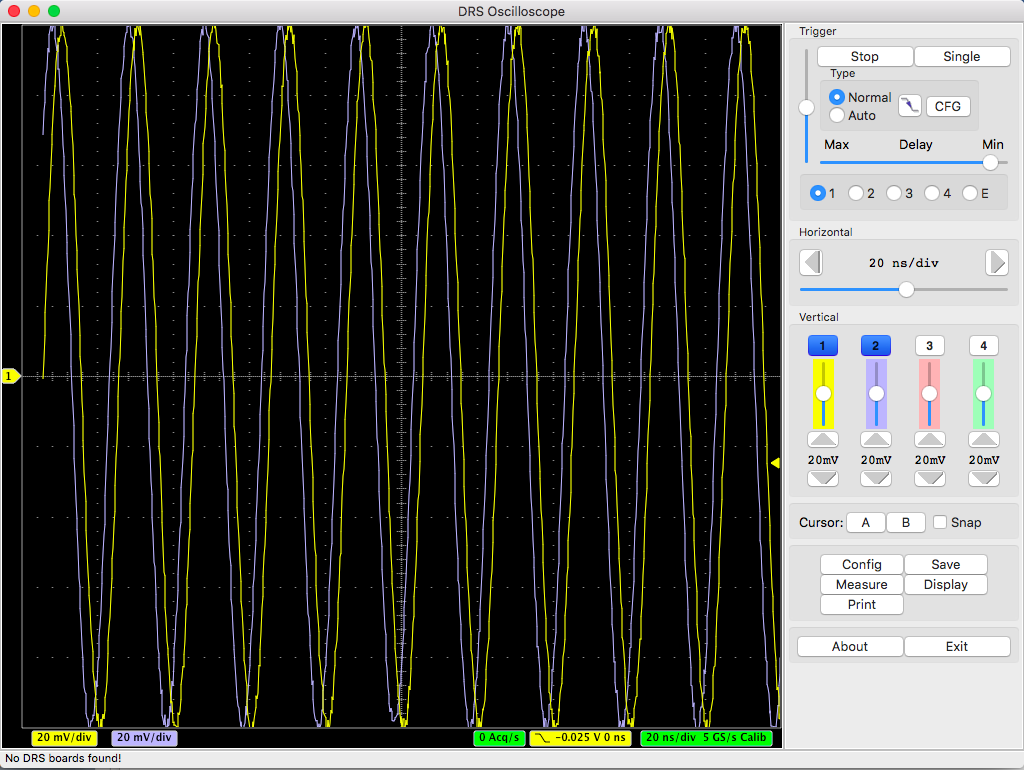 DRS Oscilloscope
Trigger
Stop Single
Type
Normal
Auto
CFG
Max Delay Min
1 2 3 4 E
Horizontal
20 ns/div
Vertical
1 2 3 4
1
20mV 20mV 20mV 20mV
Cursor: A B Snap
Config Save
Measure Display
Print
About Exit
20 mV/div 20 mV/div 0 Acq/s -0.025 V 0 ns 20 ns/div 5 GS/s Calib
No DRS boards found!